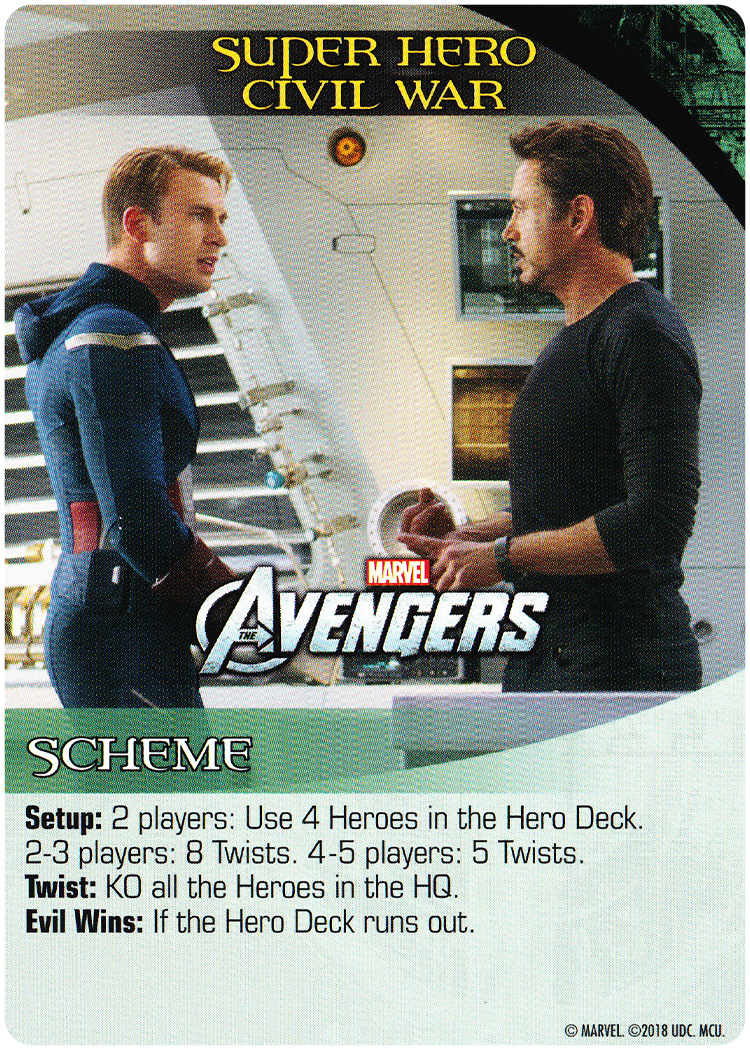 SUPER HERO
CIVIL WAR
MARVEL
THE AVENGERS
SCHEME
Setup: 2 players: Use 4 Heroes in the Hero Deck.
2-3 players: 8 Twists. 4-5 players: 5 Twists.
Twist: KO all the Heroes in the HQ.
Evil Wins: If the Hero Deck runs out.
© MARVEL. ©2018 UDC. MCU.